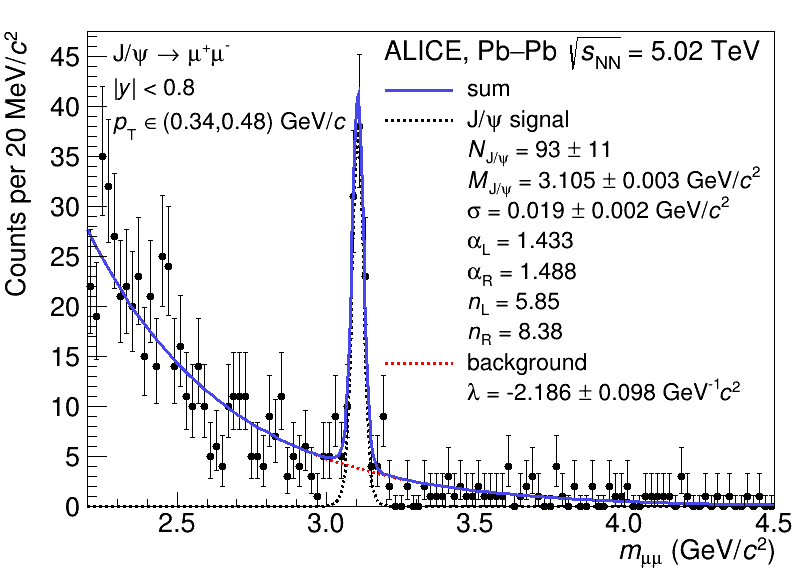 Counts per 20 MeV/c²
45
40
35
30
25
20
15
10
5
0
J/ψ → μ⁺μ⁻
|y| < 0.8
p_T ∈ (0.34,0.48) GeV/c
ALICE, Pb–Pb √s_NN = 5.02 TeV
sum
J/ψ signal
N_J/ψ = 93 ± 11
M_J/ψ = 3.105 ± 0.003 GeV/c²
σ = 0.019 ± 0.002 GeV/c²
α_L = 1.433
α_R = 1.488
n_L = 5.85
n_R = 8.38
background
λ = -2.186 ± 0.098 GeV⁻¹c²
2.5 3.0 3.5 4.0 4.5
m_μμ (GeV/c²)